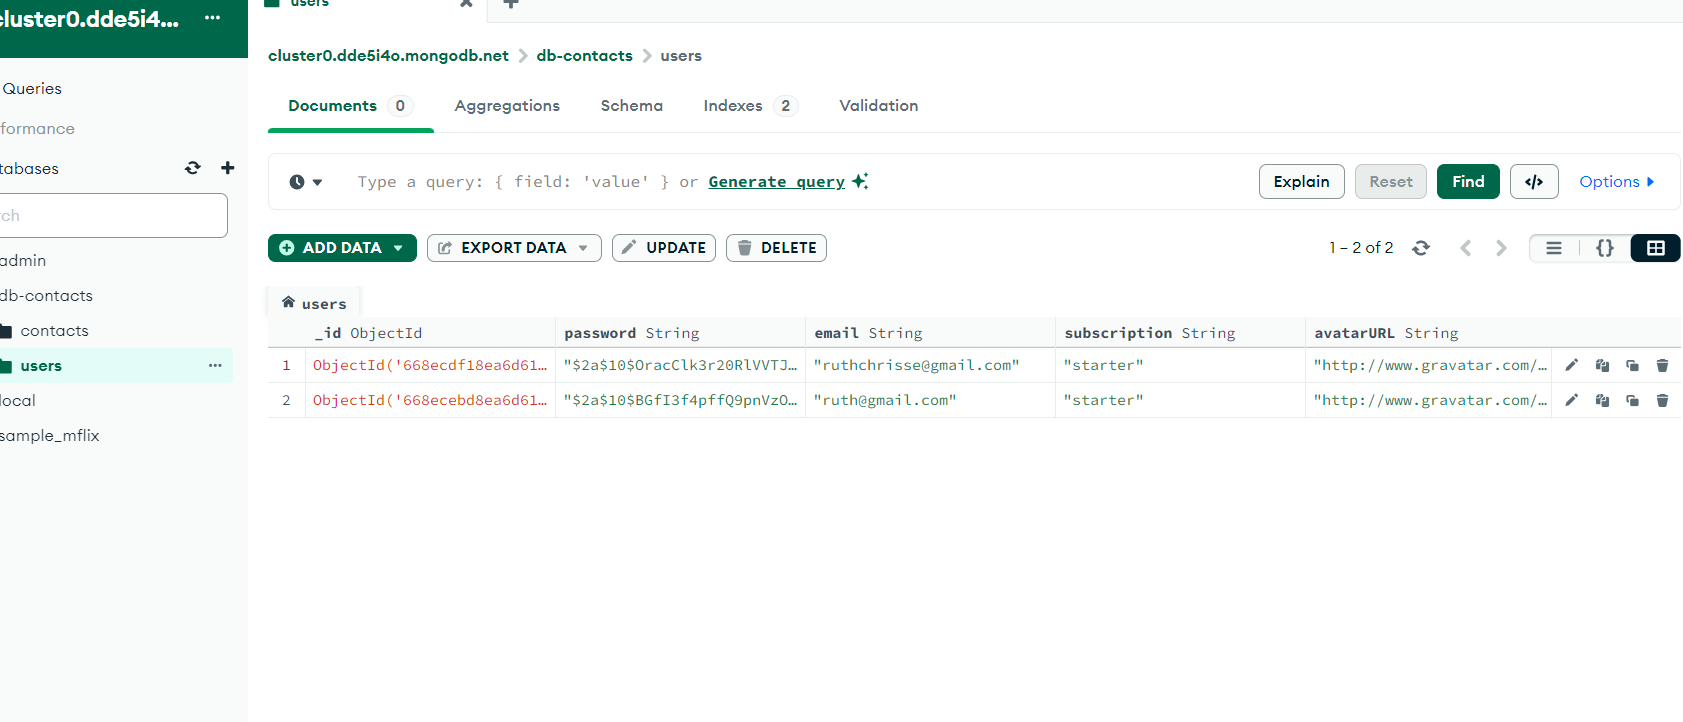 cluster0.dde5i4... ...
users
cluster0.dde5i4o.mongodb.net > db-contacts > users
Queries
Documents 0 Aggregations Schema Indexes 2 Validation
formance
tabases
Type a query: { field: 'value' } or Generate query
Explain Reset Find </> Options
rch
ADD DATA EXPORT DATA UPDATE DELETE
1 – 2 of 2
{}
admin
db-contacts
contacts
users ...
local
sample_mflix
users
_id ObjectId password String email String subscription String avatarURL String
1 ObjectId('668ecdf18ea6d61... "$2a$10$OracClk3r20RlVVTJ... "ruthchrisse@gmail.com" "starter" "http://www.gravatar.com/...
2 ObjectId('668ecebd8ea6d61... "$2a$10$BGfI3f4pffQ9pnVzO... "ruth@gmail.com" "starter" "http://www.gravatar.com/...